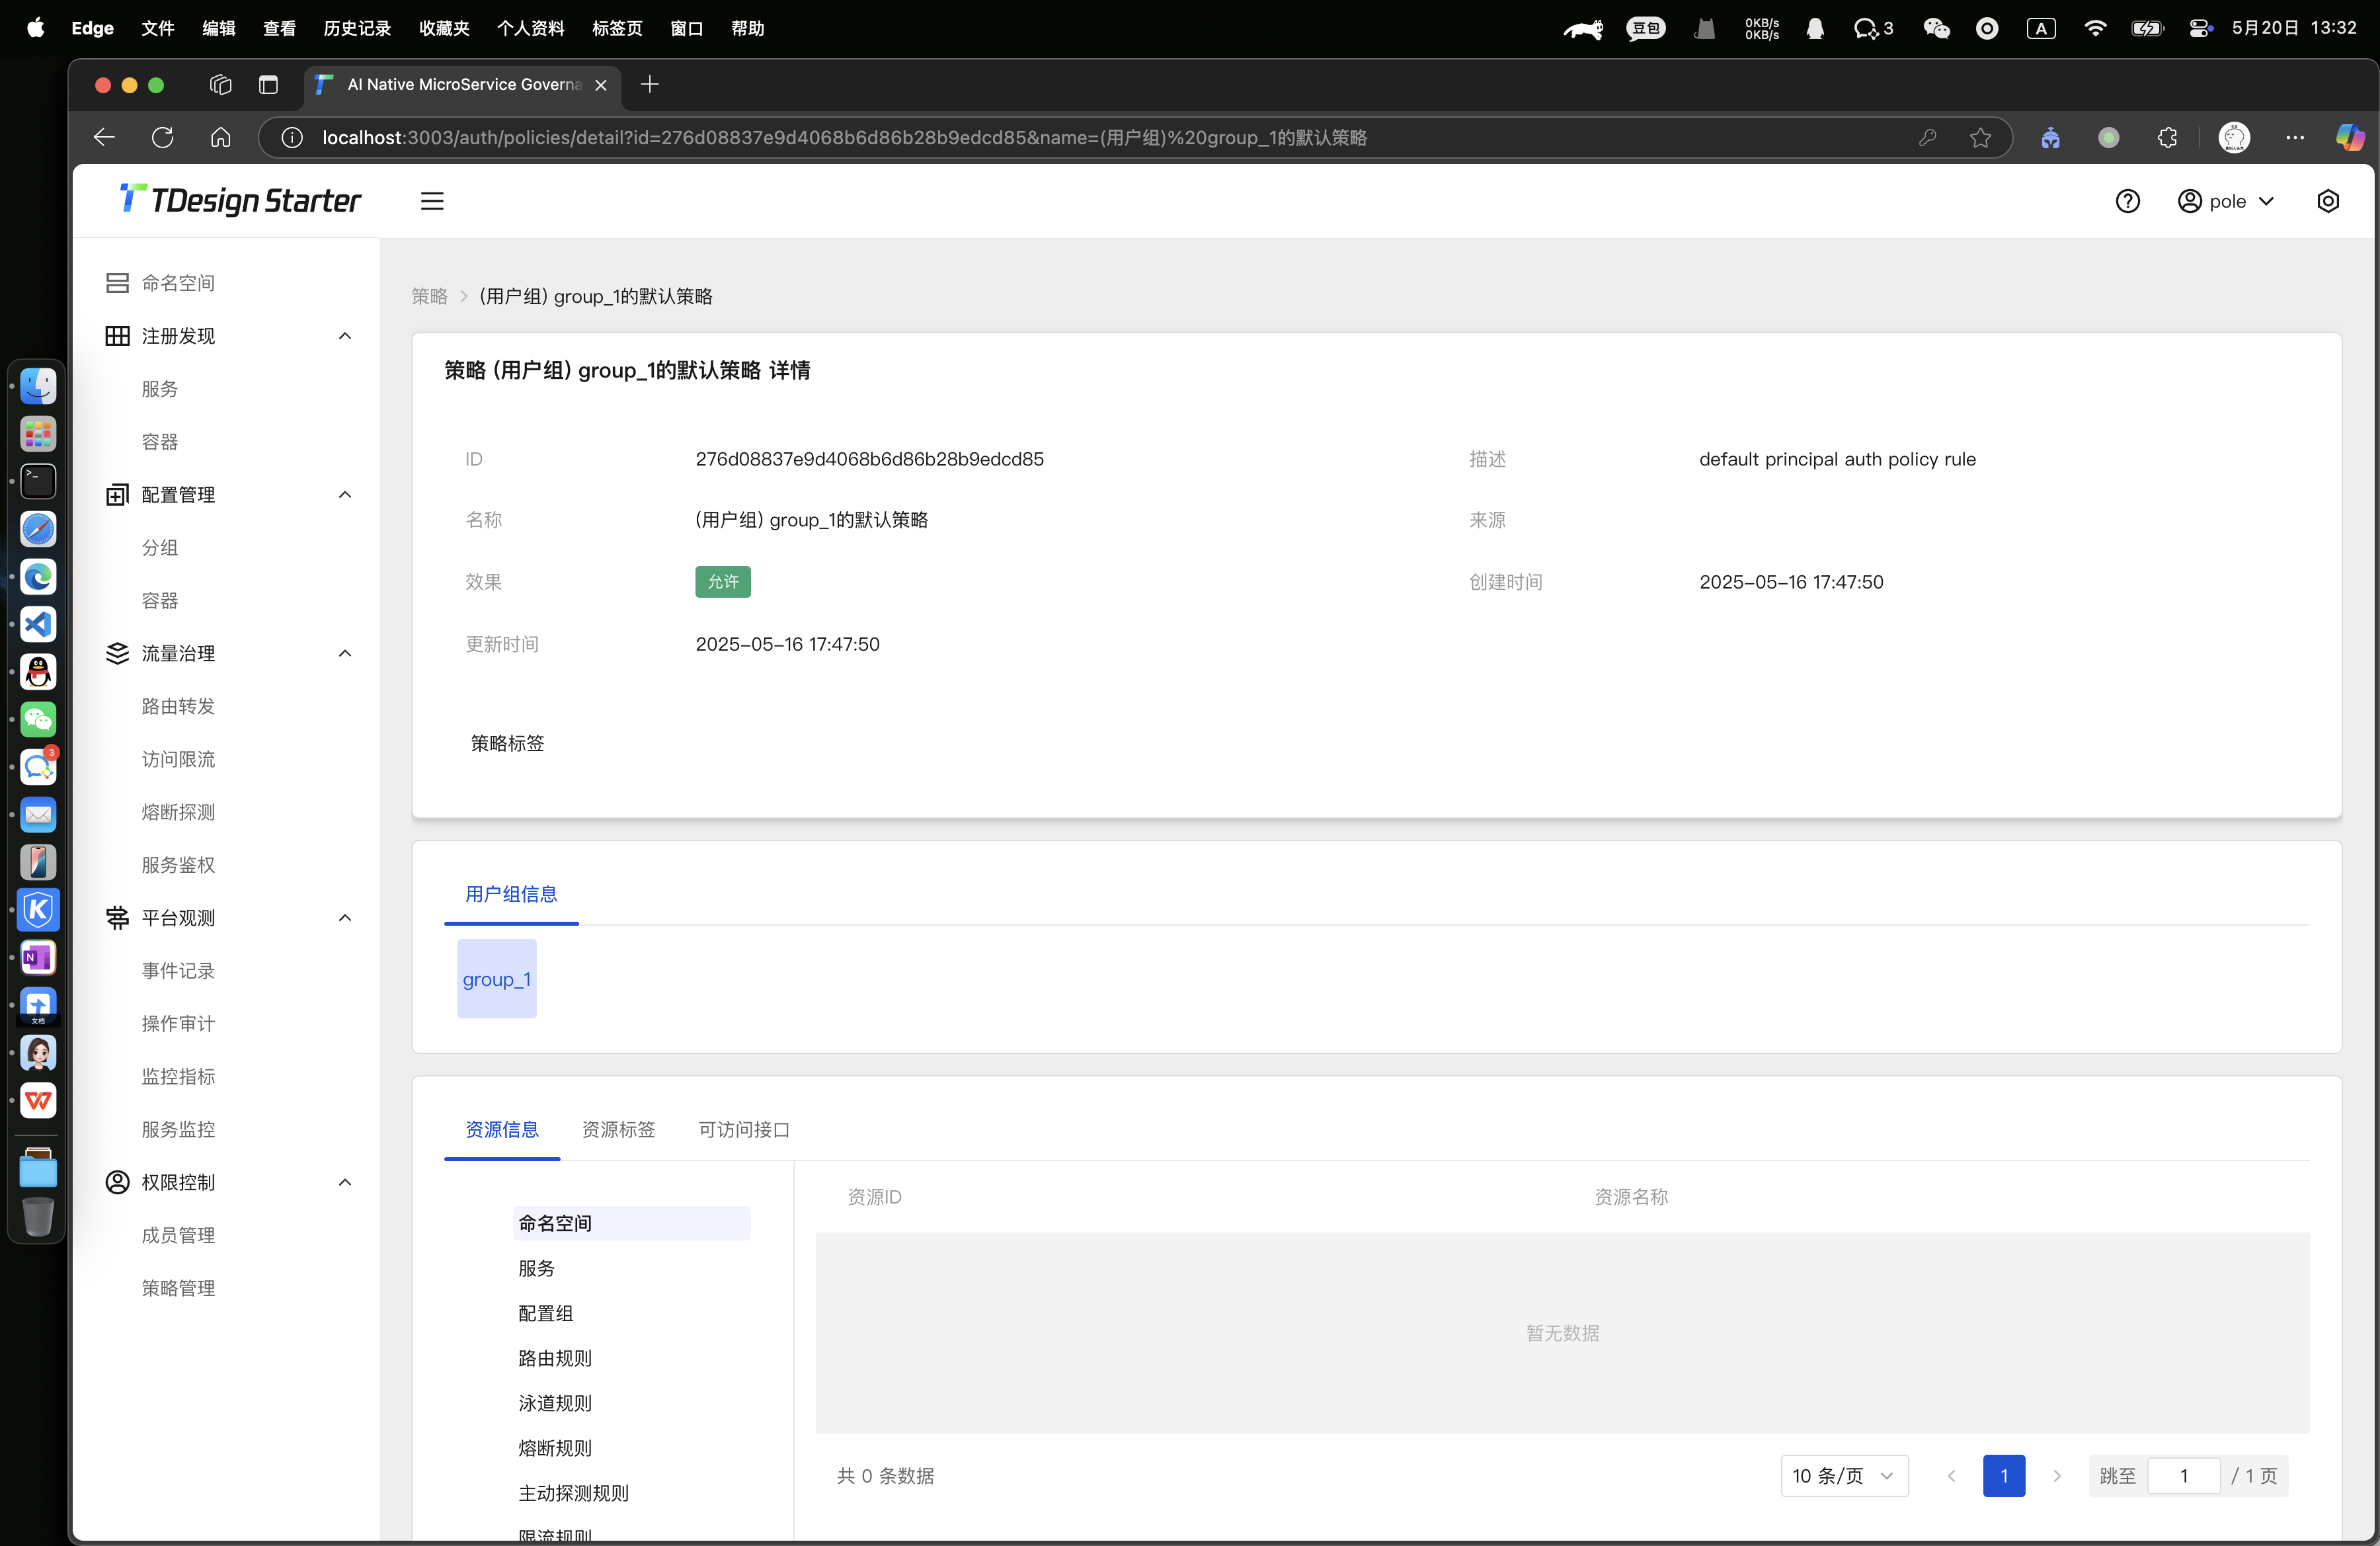 Edge 文件 编辑 查看 历史记录 收藏夹 个人资料 标签页 窗口 帮助 豆包 0KB/s 0KB/s 3 A 5月20日 13:32
AI Native MicroService Governa
localhost:3003/auth/policies/detail?id=276d08837e9d4068b6d86b28b9edcd85&name=(用户组)%20group_1的默认策略
TDesign Starter
pole
命名空间
注册发现
服务
容器
配置管理
分组
容器
流量治理
路由转发
访问限流
熔断探测
服务鉴权
平台观测
事件记录
操作审计
监控指标
服务监控
权限控制
成员管理
策略管理
策略 > (用户组) group_1的默认策略
策略 (用户组) group_1的默认策略 详情
ID 276d08837e9d4068b6d86b28b9edcd85 描述 default principal auth policy rule
名称 (用户组) group_1的默认策略 来源
效果 允许 创建时间 2025-05-16 17:47:50
更新时间 2025-05-16 17:47:50
策略标签
用户组信息
group_1
资源信息 资源标签 可访问接口
命名空间
服务
配置组
路由规则
泳道规则
熔断规则
主动探测规则
限流规则
资源ID 资源名称
暂无数据
共 0 条数据 10 条/页 1 跳至 1 / 1 页
3
文档